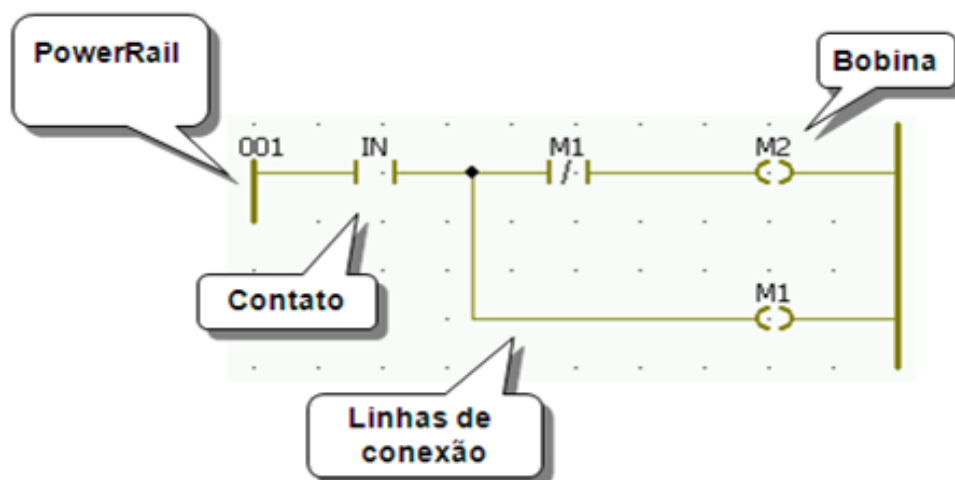 PowerRail
Bobina
001 IN M1 M2
Contato
M1
Linhas de
conexão